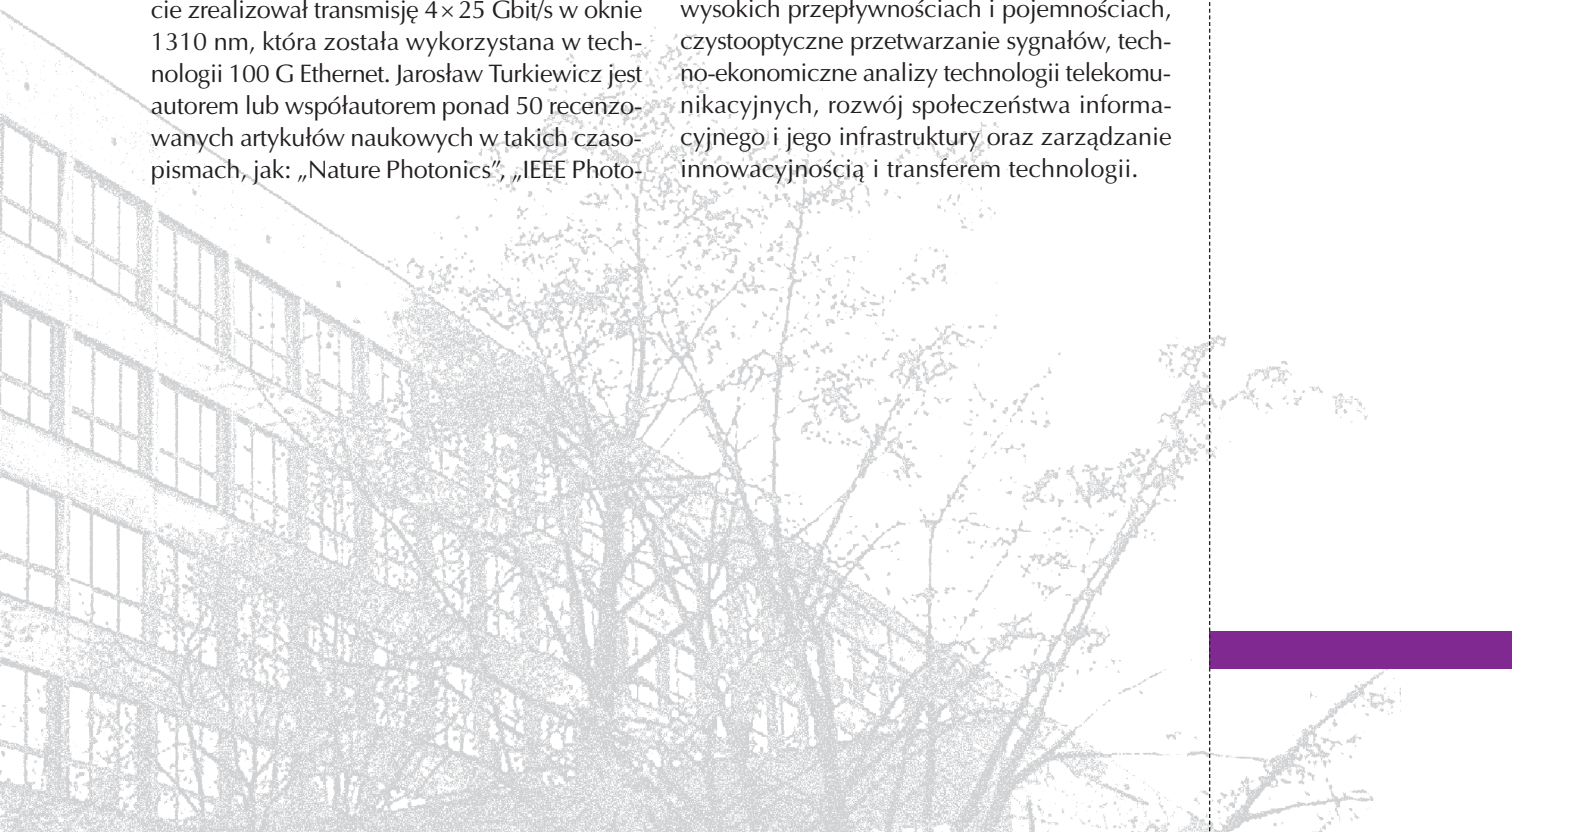 cie zrealizował transmisję 4 × 25 Gbit/s w oknie
1310 nm, która została wykorzystana w tech-
nologii 100 G Ethernet. Jarosław Turkiewicz jest
autorem lub współautorem ponad 50 recenzo-
wanych artykułów naukowych w takich czaso-
pismach, jak: „Nature Photonics”, „IEEE Photo-
wysokich przepływnościach i pojemnościach,
czystooptyczne przetwarzanie sygnałów, tech-
no-ekonomiczne analizy technologii telekomu-
nikacyjnych, rozwój społeczeństwa informa-
cyjnego i jego infrastruktury oraz zarządzanie
innowacyjnością i transferem technologii.